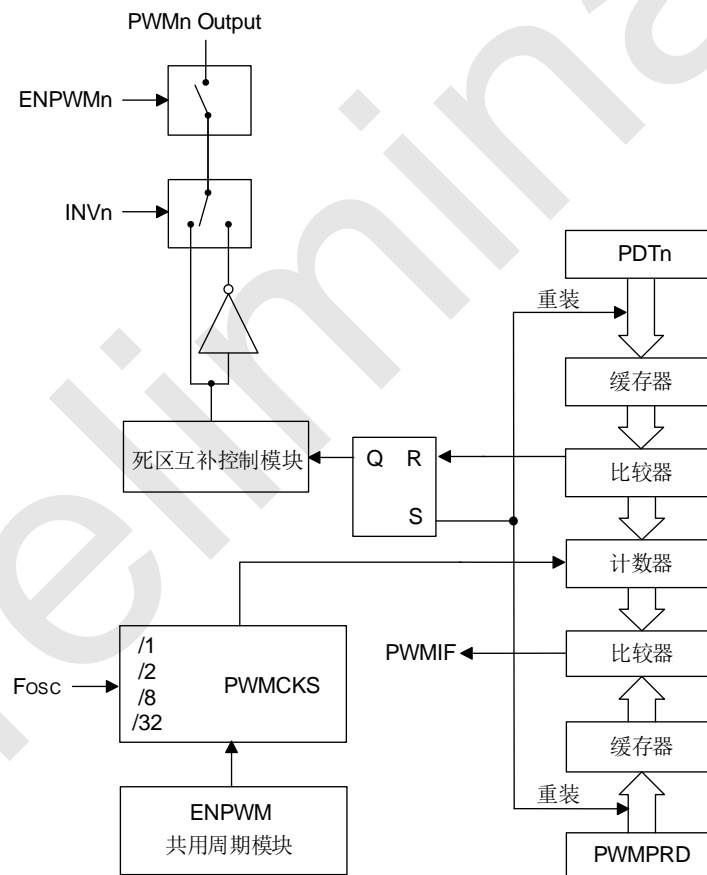 PWMn Output
ENPWMn
INVn
PDTn
重装
缓存器
死区互补控制模块
Q R
S
比较器
计数器
/1
/2
/8
/32
FOSC
PWMCKS
PWMIF
比较器
缓存器
ENPWM
共用周期模块
重装
PWMPRD
elimina